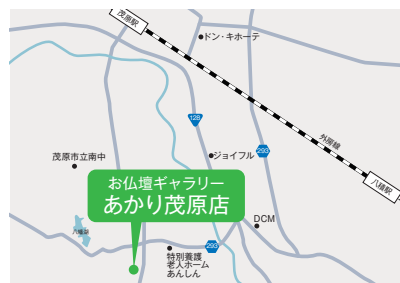 茂原駅
ドン・キホーテ
128
外房線
ジョイフル
293
茂原市立南中
八積駅
お仏壇ギャラリー
あかり茂原店
DCM
293
特別養護
老人ホーム
あんしん